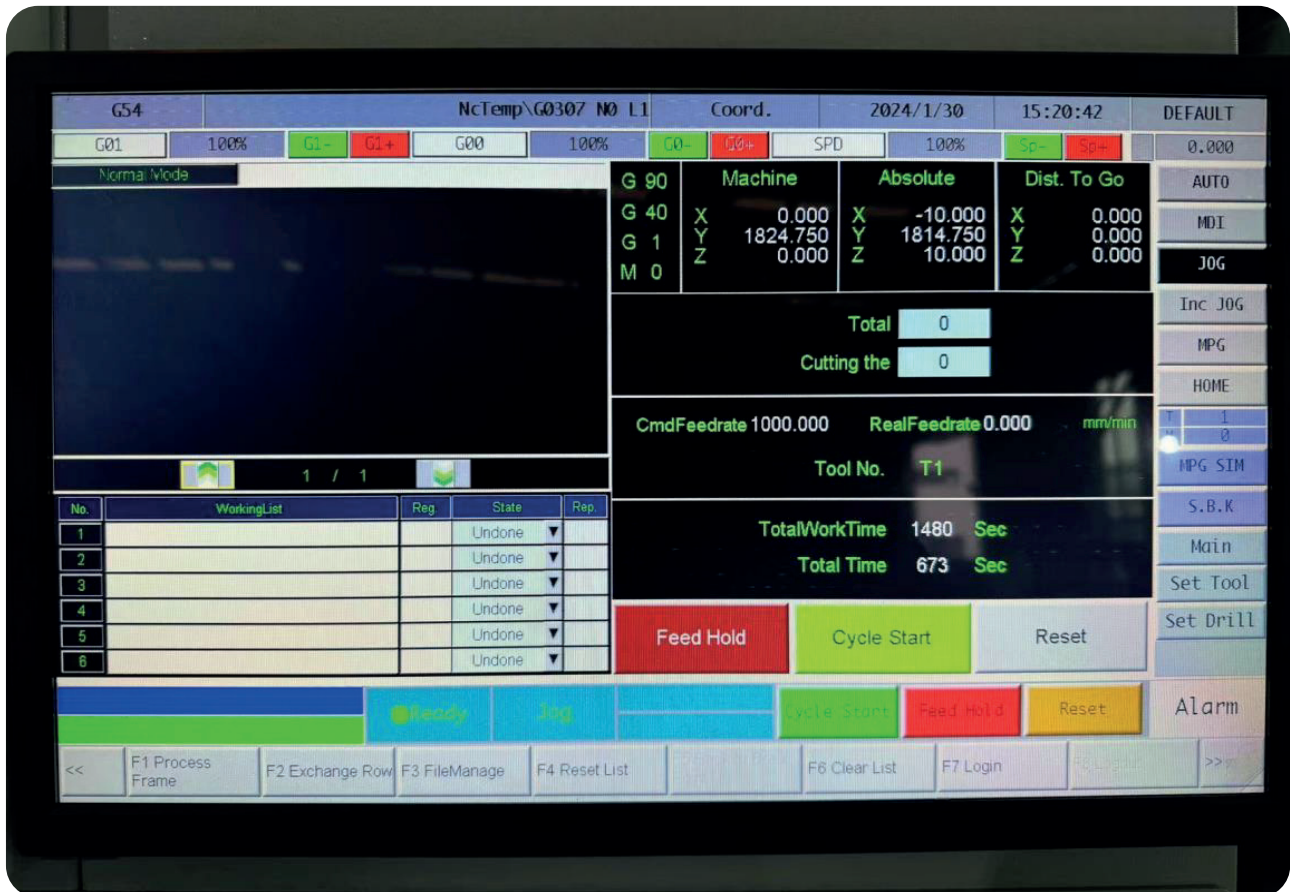 G54 NcTemp\G0307 N0 L1 Coord. 2024/1/30 15:20:42 DEFAULT
G01 100% G1- G1+ G00 100% G0- G0+ SPD 100% Sp- Sp+ 0.000
Normal Mode
G 90 Machine Absolute Dist. To Go AUTO
G 40 X 0.000 X -10.000 X 0.000 MDI
G 1 Y 1824.750 Y 1814.750 Y 0.000
M 0 Z 0.000 Z 10.000 Z 0.000 JOG
Inc JOG
Total 0
MPG
Cutting the 0
HOME
CmdFeedrate 1000.000 RealFeedrate 0.000 mm/min
T 1
0
Tool No. T1
MPG SIM
1 / 1
No. WorkingList Reg. State Rep.
1 Undone
2 Undone
3 Undone
4 Undone
5 Undone
6 Undone
TotalWorkTime 1480 Sec
Total Time 673 Sec
S.B.K
Main
Set Tool
Set Drill
Feed Hold Cycle Start Reset
Ready Jog Cycle Start Feed Hold Reset Alarm
<< F1 Process Frame F2 Exchange Row F3 FileManage F4 Reset List F6 Clear List F7 Login >>